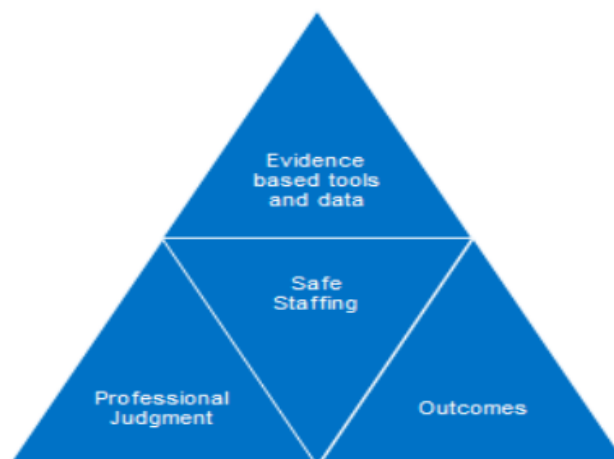 Evidence
based tools
and data
Safe
Staffing
Professional
Judgment
Outcomes